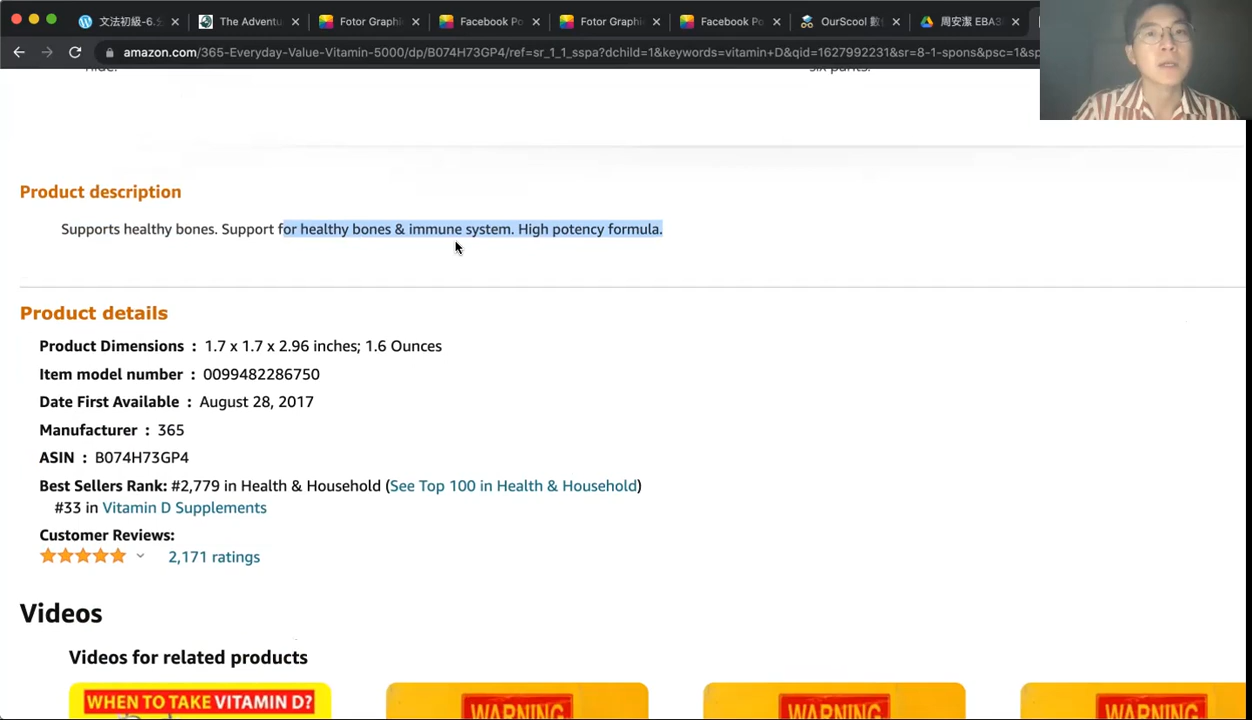 文法初級-6.
The Adventu
Fotor Graphi
Facebook Po
Fotor Graphi
Facebook Po
OurScool 數
周安潔 EBA3
amazon.com/365-Everyday-Value-Vitamin-5000/dp/B074H73GP4/ref=sr_1_1_sspa?dchild=1&keywords=vitamin+D&qid=1627992231&sr=8-1-spons&psc=1&sp
hide.
six pants.
Product description
Supports healthy bones. Support for healthy bones & immune system. High potency formula.
Product details
Product Dimensions : 1.7 x 1.7 x 2.96 inches; 1.6 Ounces
Item model number : 0099482286750
Date First Available : August 28, 2017
Manufacturer : 365
ASIN : B074H73GP4
Best Sellers Rank: #2,779 in Health & Household (See Top 100 in Health & Household)
#33 in Vitamin D Supplements
Customer Reviews:
2,171 ratings
Videos
Videos for related products
WHEN TO TAKE VITAMIN D?
WARNING
WARNING
WARNING